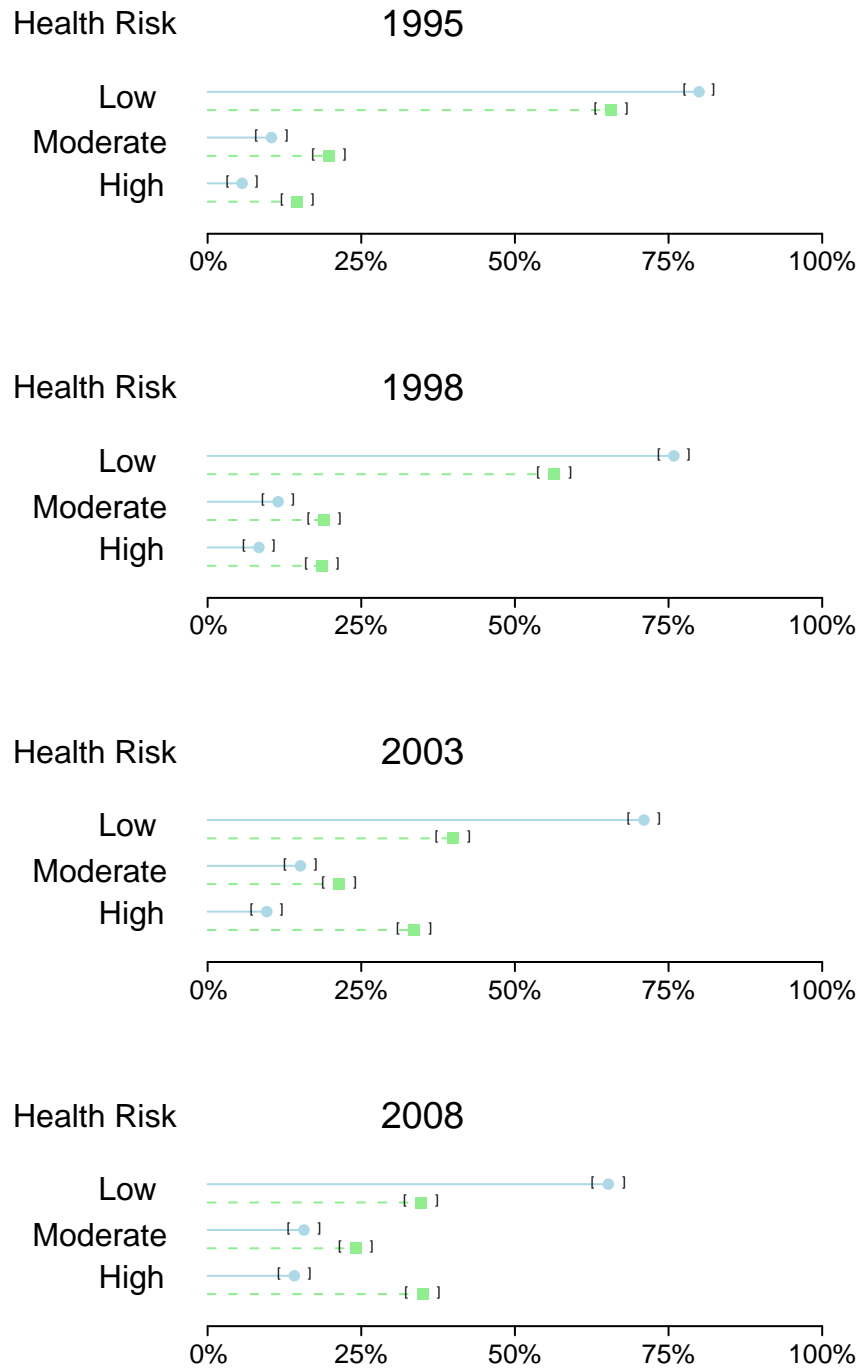 Health Risk 1995
Low
Moderate
High
0% 25% 50% 75% 100%
Health Risk 1998
Low
Moderate
High
0% 25% 50% 75% 100%
Health Risk 2003
Low
Moderate
High
0% 25% 50% 75% 100%
Health Risk 2008
Low
Moderate
High
0% 25% 50% 75% 100%